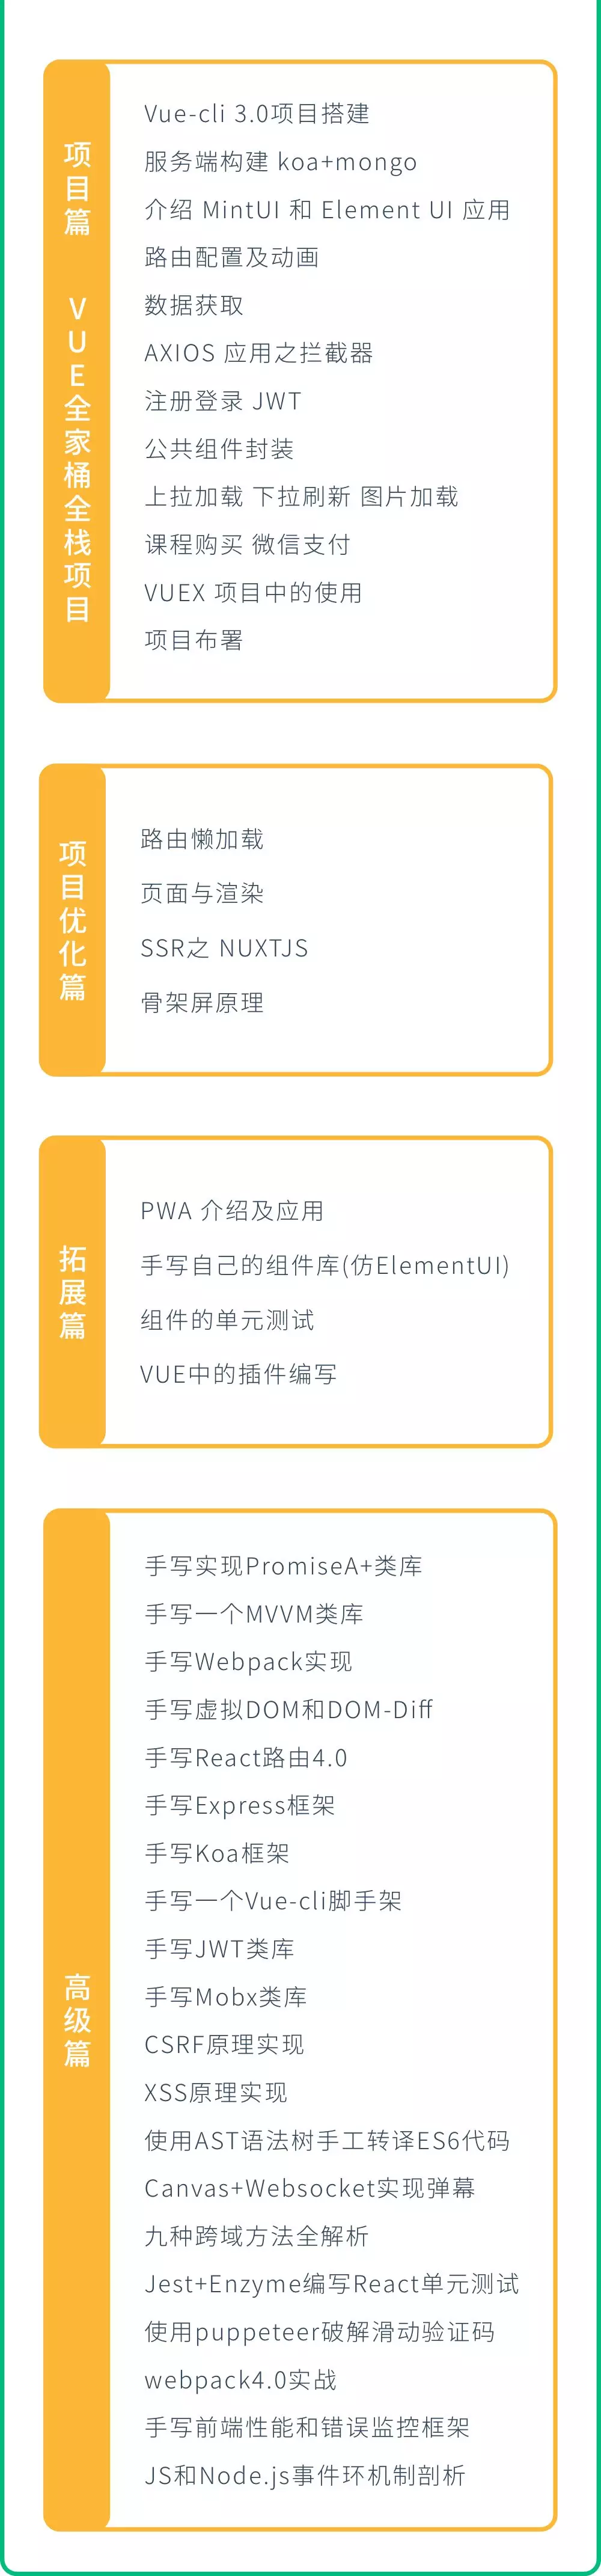 项目篇 VUE全家桶全栈项目
Vue-cli 3.0项目搭建
服务端构建 koa+mongo
介绍 MintUI 和 Element UI 应用
路由配置及动画
数据获取
AXIOS 应用之拦截器
注册登录 JWT
公共组件封装
上拉加载 下拉刷新 图片加载
课程购买 微信支付
VUEX 项目中的使用
项目布署
项目优化篇
路由懒加载
页面与渲染
SSR之 NUXTJS
骨架屏原理
拓展篇
PWA 介绍及应用
手写自己的组件库(仿ElementUI)
组件的单元测试
VUE中的插件编写
高级篇
手写实现PromiseA+类库
手写一个MVVM类库
手写Webpack实现
手写虚拟DOM和DOM-Diff
手写React路由4.0
手写Express框架
手写Koa框架
手写一个Vue-cli脚手架
手写JWT类库
手写Mobx类库
CSRF原理实现
XSS原理实现
使用AST语法树手工转译ES6代码
Canvas+Websocket实现弹幕
九种跨域方法全解析
Jest+Enzyme编写React单元测试
使用puppeteer破解滑动验证码
webpack4.0实战
手写前端性能和错误监控框架
JS和Node.js事件环机制剖析